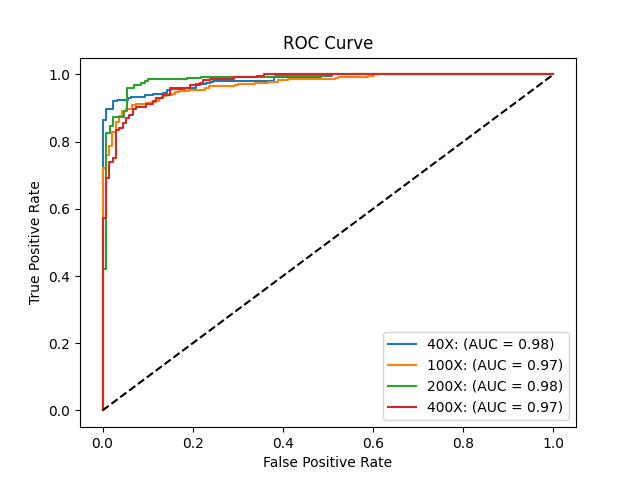 ROC Curve
True Positive Rate
1.0
0.8
0.6
0.4
0.2
0.0
40X: (AUC = 0.98)
100X: (AUC = 0.97)
200X: (AUC = 0.98)
400X: (AUC = 0.97)
0.0 0.2 0.4 0.6 0.8 1.0
False Positive Rate